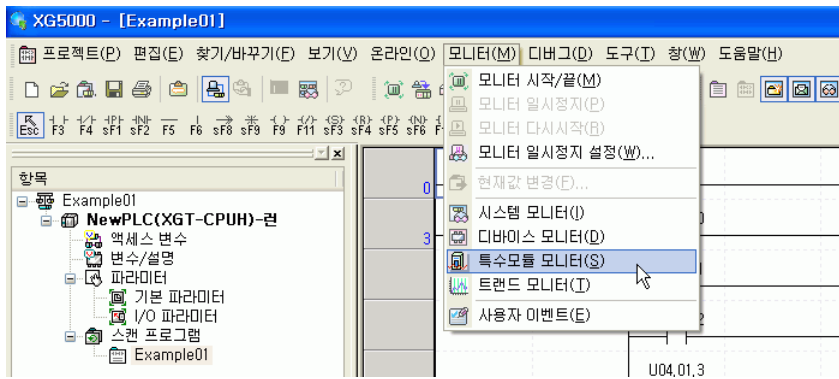 XG5000 - [Example01]
프로젝트(P) 편집(E) 찾기/바꾸기(F) 보기(V) 온라인(O) 모니터(M) 디버그(D) 도구(T) 창(W) 도움말(H)
모니터 시작/끝(M)
모니터 일시정지(P)
모니터 다시시작(R)
모니터 일시정지 설정(W)...
현재값 변경(F)...
시스템 모니터(I)
디바이스 모니터(D)
특수모듈 모니터(S)
트랜드 모니터(T)
사용자 이벤트(E)
Esc F3 F4 sF1 sF2 F5 F6 sF8 sF9 F9 F11 sF3 sF4 sF5 sF6
항목
Example01
NewPLC(XGT-CPUH)-런
액세스 변수
변수/설명
파라미터
기본 파라미터
I/O 파라미터
스캔 프로그램
Example01
0
3
2
U04,01,3